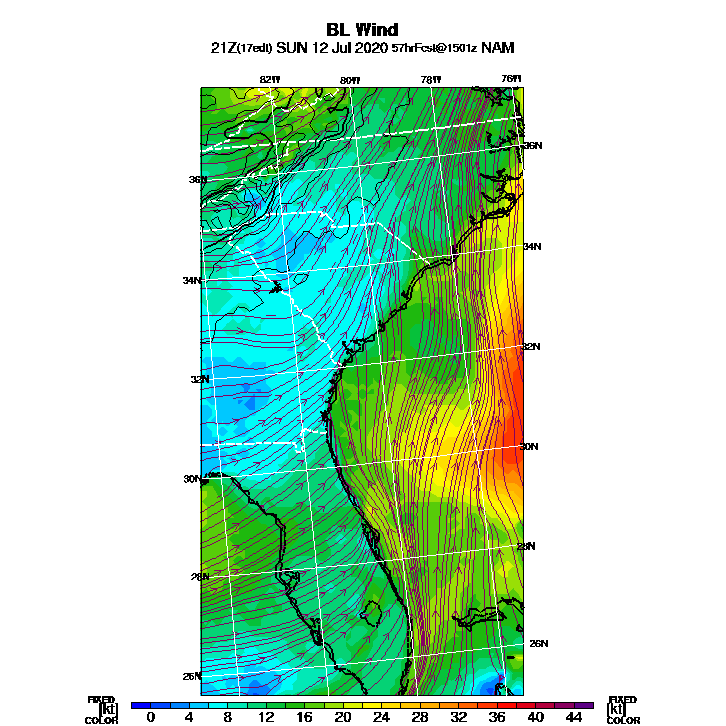 BL Wind
21Z(17edt) SUN 12 Jul 2020 57hrFcst@1501z NAM
82W 80W 78W 76W
36N
36N
34N
34N
32N
32N
30N
30N
28N
28N
26N
26N
FIXED [kt] COLOR
0 4 8 12 16 20 24 28 32 36 40 44
FIXED [kt] COLOR